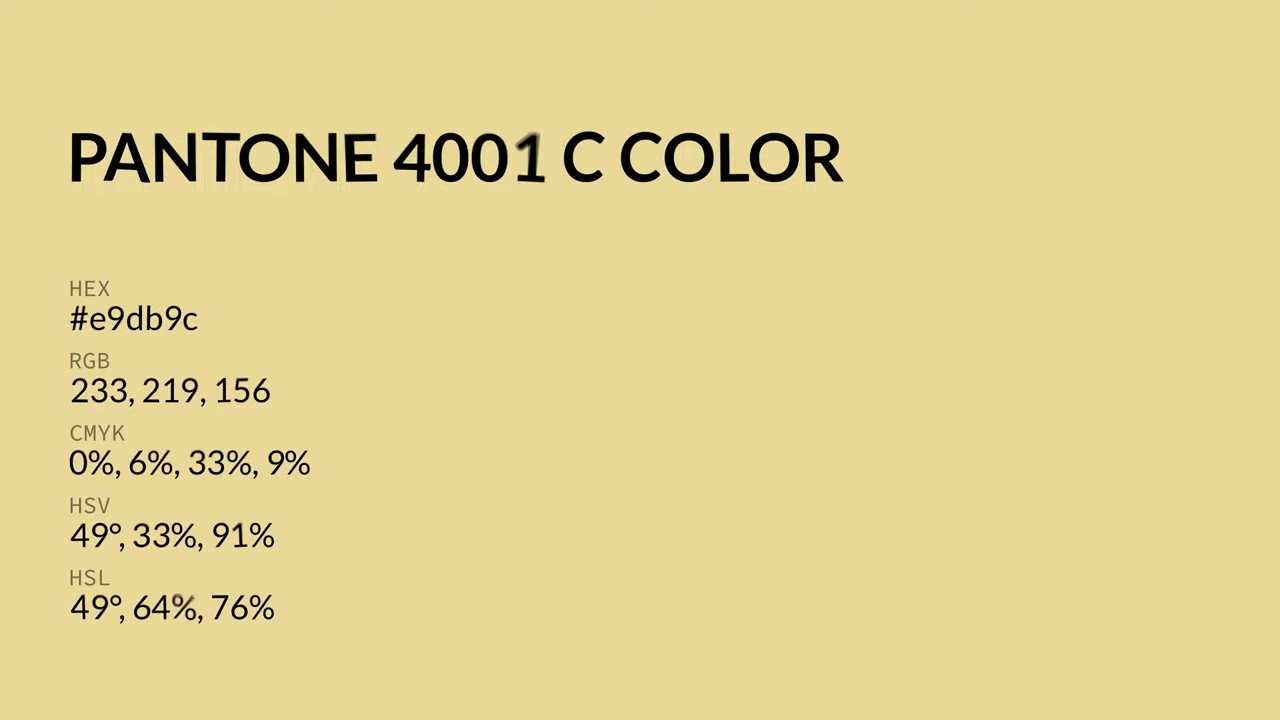 PANTONE 4001 C COLOR
HEX
#e9db9c
RGB
233, 219, 156
CMYK
0%, 6%, 33%, 9%
HSV
49°, 33%, 91%
HSL
49°, 64%, 76%